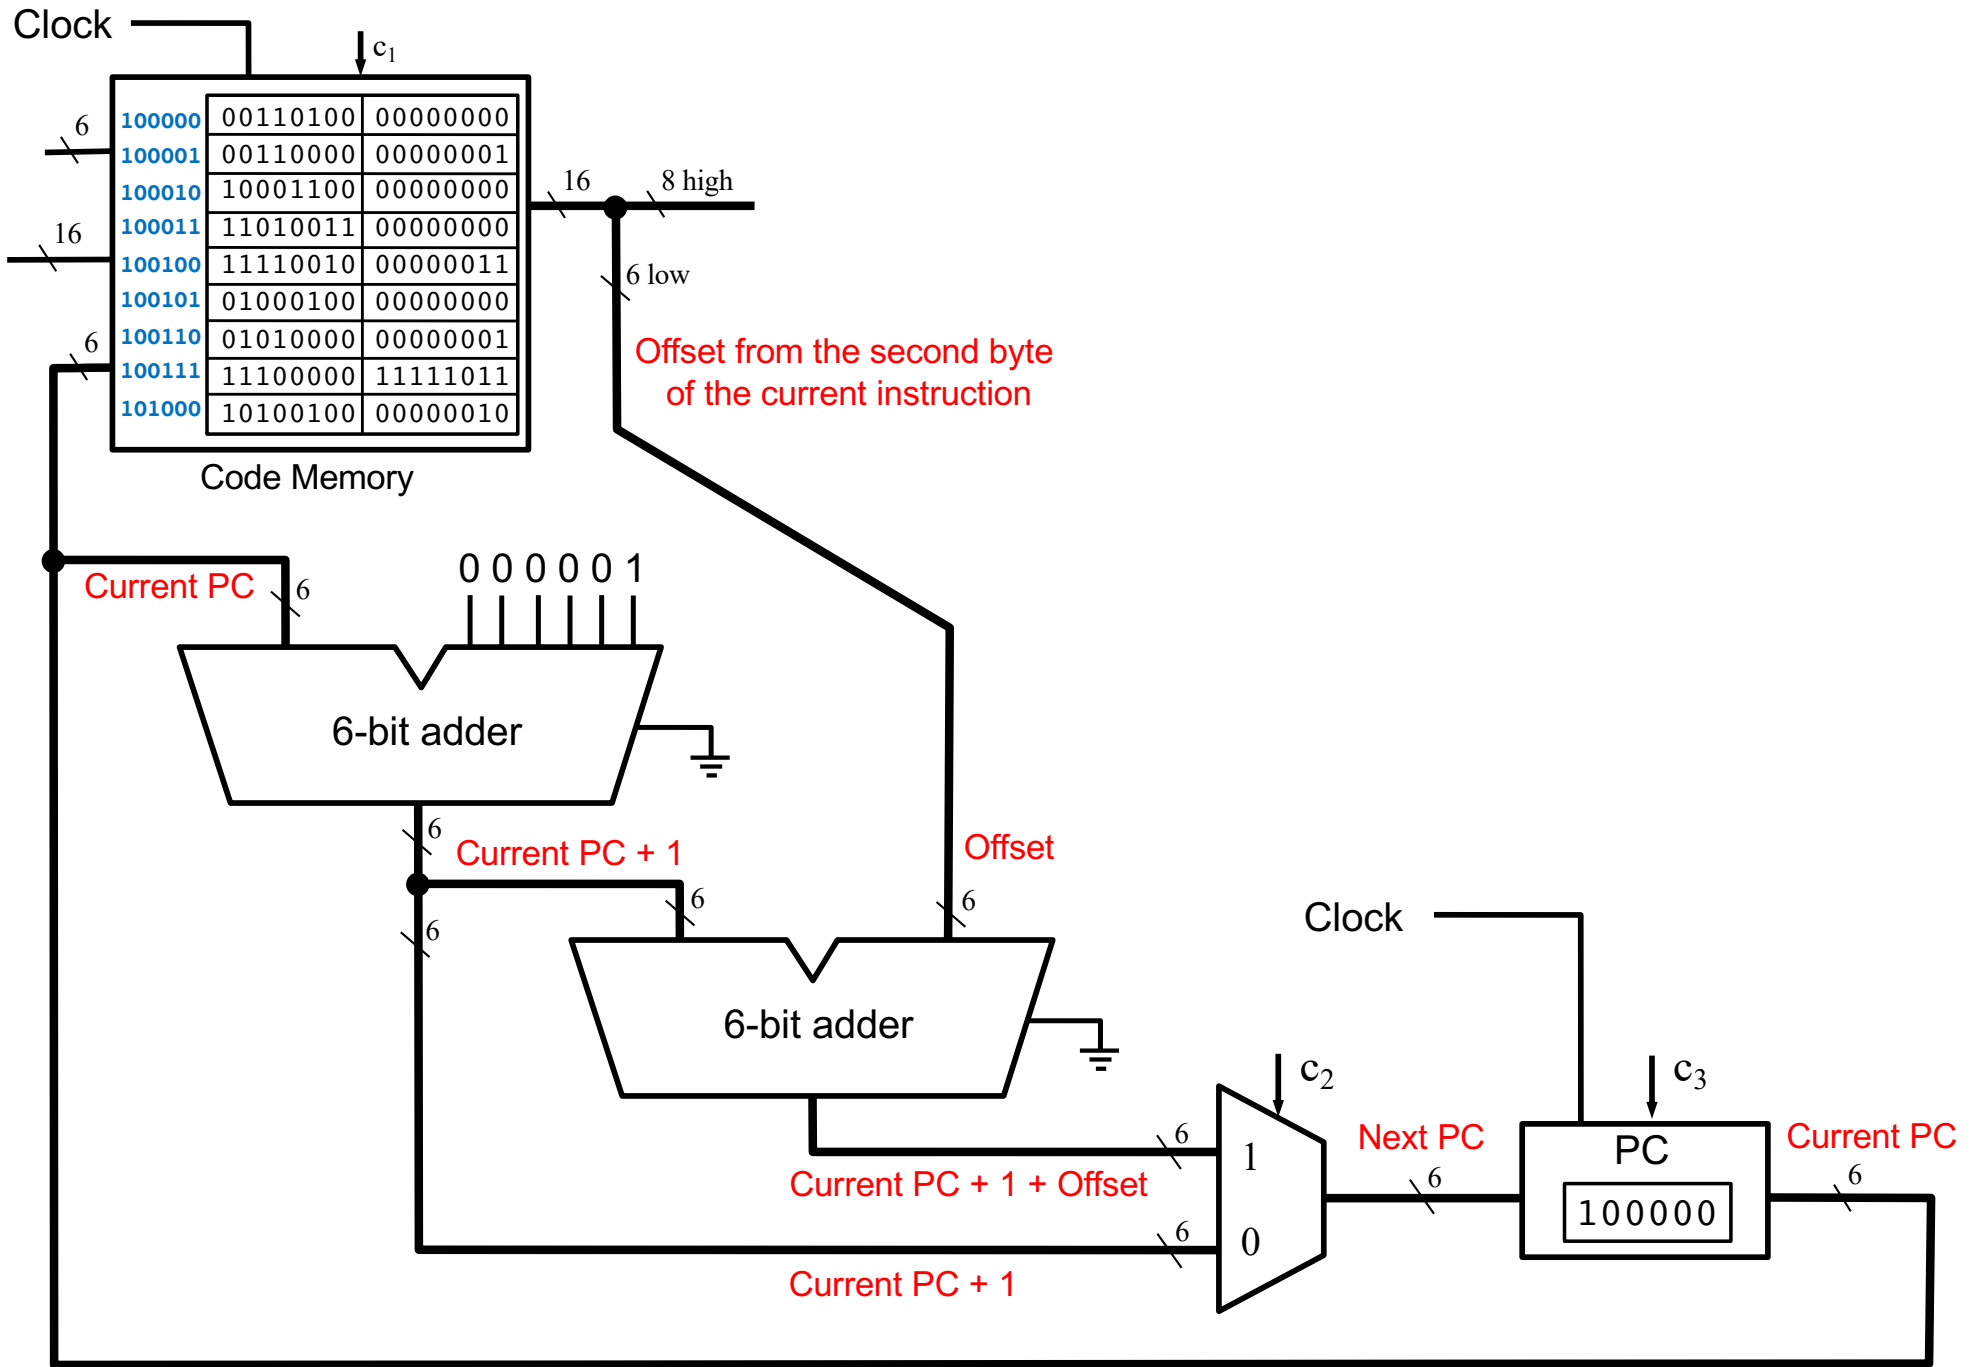 Clock
c1
6
100000 00110100 00000000
100001 00110000 00000001
100010 10001100 00000000
16 8 high
100011 11010011 00000000
16
100100 11110010 00000011
6 low
100101 01000100 00000000
100110 01010000 00000001
6
100111 11100000 11111011
101000 10100100 00000010
Offset from the second byte
of the current instruction
Code Memory
0 0 0 0 0 1
Current PC
6
6-bit adder
6
Current PC + 1
Offset
6
6
6
Clock
6-bit adder
c2
c3
6
1
Next PC
PC
Current PC
Current PC + 1 + Offset
6
6
100000
6
0
Current PC + 1